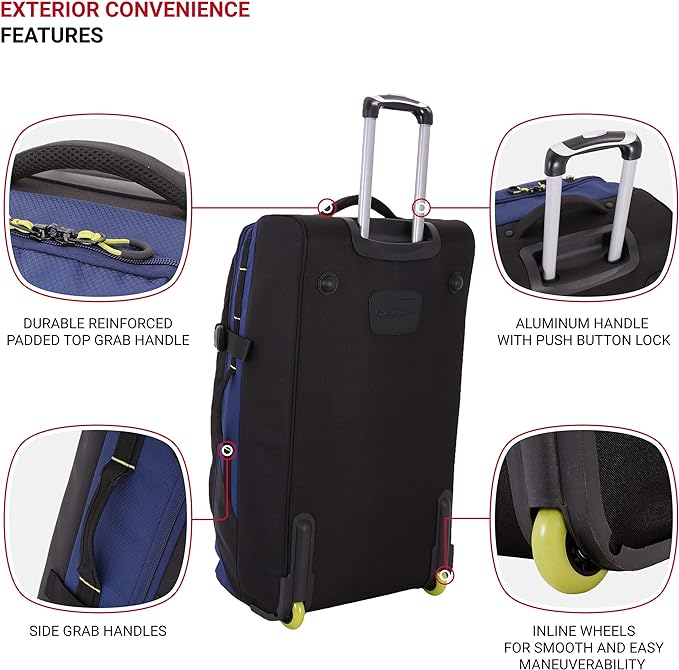 EXTERIOR CONVENIENCE
FEATURES
DURABLE REINFORCED
PADDED TOP GRAB HANDLE
ALUMINUM HANDLE
WITH PUSH BUTTON LOCK
SIDE GRAB HANDLES
INLINE WHEELS
FOR SMOOTH AND EASY
MANEUVERABILITY